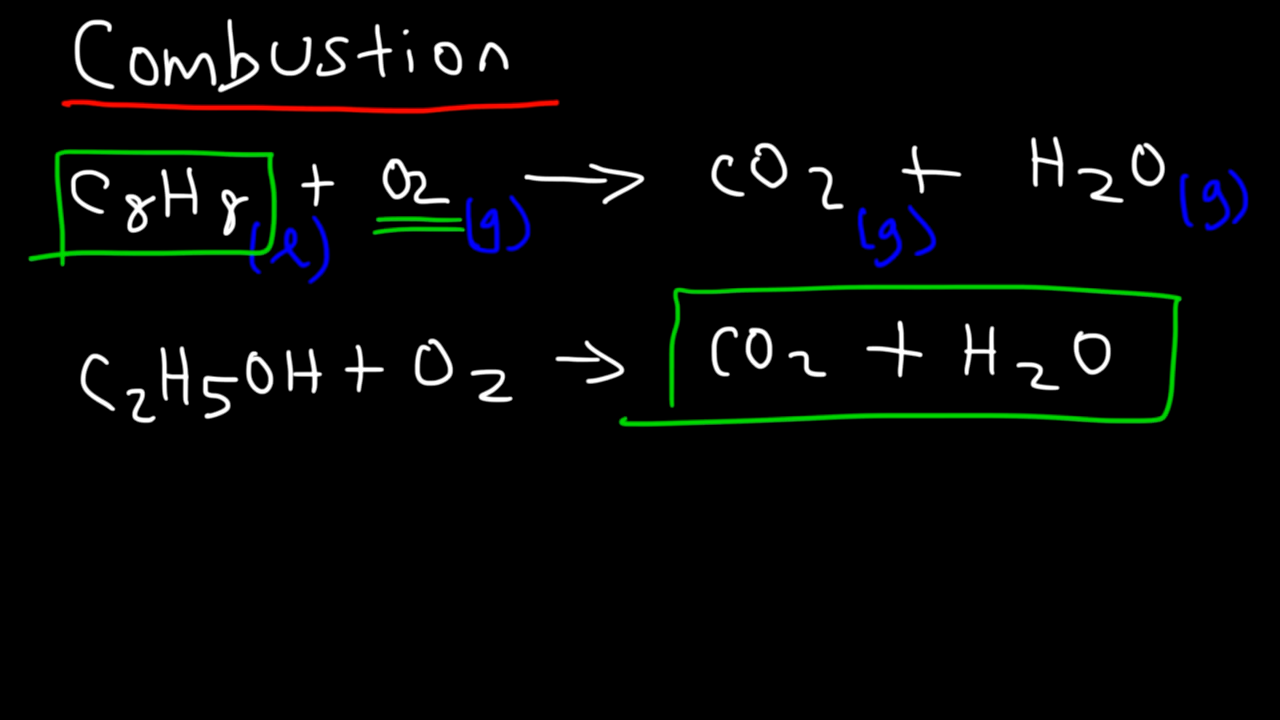 Combustion
C₈H₈(l) + O₂(g) → CO₂(g) + H₂O(g)
C₂H₅OH + O₂ → CO₂ + H₂O